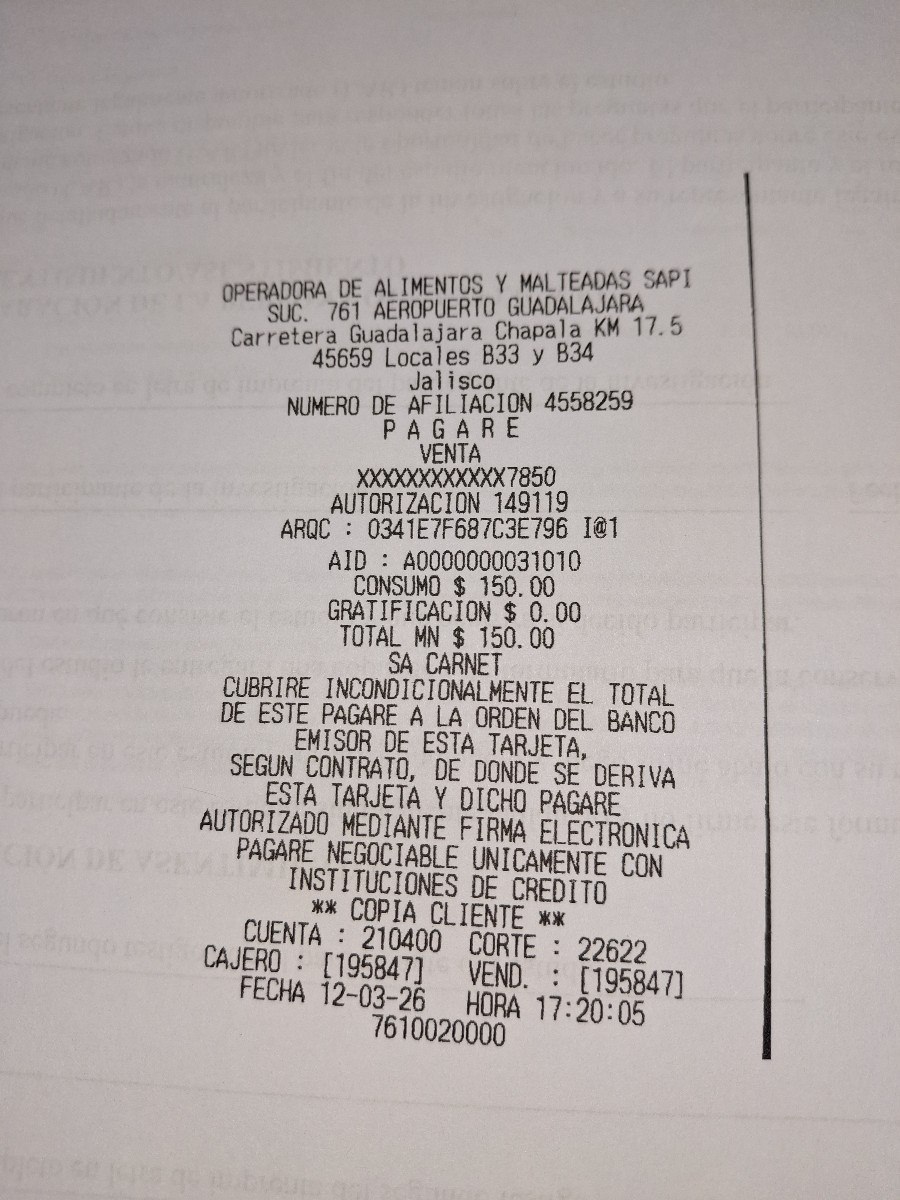 OPERADORA DE ALIMENTOS Y MALTEADAS SAPI
SUC. 761 AEROPUERTO GUADALAJARA
Carretera Guadalajara Chapala KM 17.5
45659 Locales B33 y B34
Jalisco
NUMERO DE AFILIACION 4558259
P A G A R E
VENTA
XXXXXXXXXXXX7850
AUTORIZACION 149119
ARQC : 0341E7F687C3E796 I@1
AID : A0000000031010
CONSUMO $ 150.00
GRATIFICACION $ 0.00
TOTAL MN $ 150.00
SA CARNET
CUBRIRE INCONDICIONALMENTE EL TOTAL
DE ESTE PAGARE A LA ORDEN DEL BANCO
EMISOR DE ESTA TARJETA,
SEGUN CONTRATO, DE DONDE SE DERIVA
ESTA TARJETA Y DICHO PAGARE
AUTORIZADO MEDIANTE FIRMA ELECTRONICA
PAGARE NEGOCIABLE UNICAMENTE CON
INSTITUCIONES DE CREDITO
** COPIA CLIENTE **
CUENTA : 210400 CORTE : 22622
CAJERO : [195847] VEND. : [195847]
FECHA 12-03-26 HORA 17:20:05
7610020000